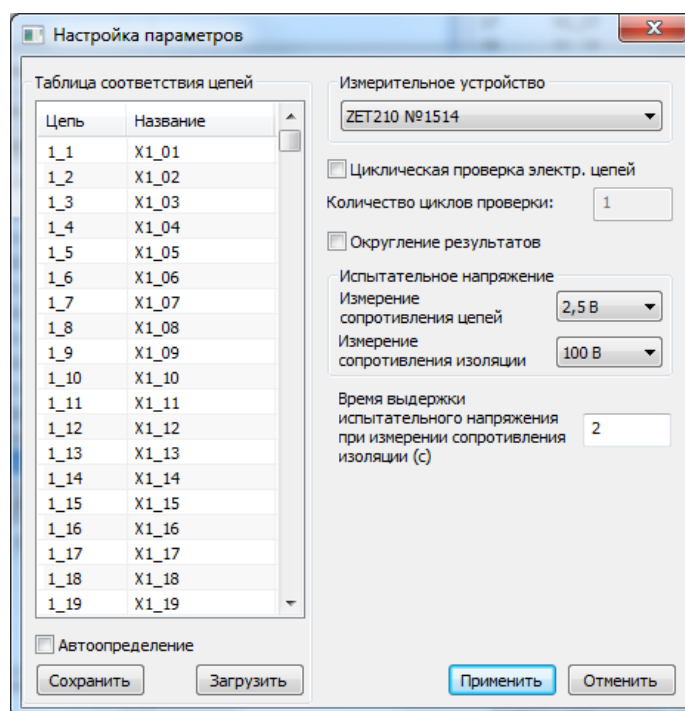 Настройка параметров
Таблица соответствия цепей
Цепь Название
1_1 X1_01
1_2 X1_02
1_3 X1_03
1_4 X1_04
1_5 X1_05
1_6 X1_06
1_7 X1_07
1_8 X1_08
1_9 X1_09
1_10 X1_10
1_11 X1_11
1_12 X1_12
1_13 X1_13
1_14 X1_14
1_15 X1_15
1_16 X1_16
1_17 X1_17
1_18 X1_18
1_19 X1_19
Автоопределение
Сохранить Загрузить
Измерительное устройство
ZET210 №1514
Циклическая проверка электр. цепей
Количество циклов проверки: 1
Округление результатов
Испытательное напряжение
Измерение
сопротивления цепей
2,5 В
Измерение
сопротивления изоляции
100 В
Время выдержки
испытательного напряжения
при измерении сопротивления
изоляции (с)
2
Применить Отменить